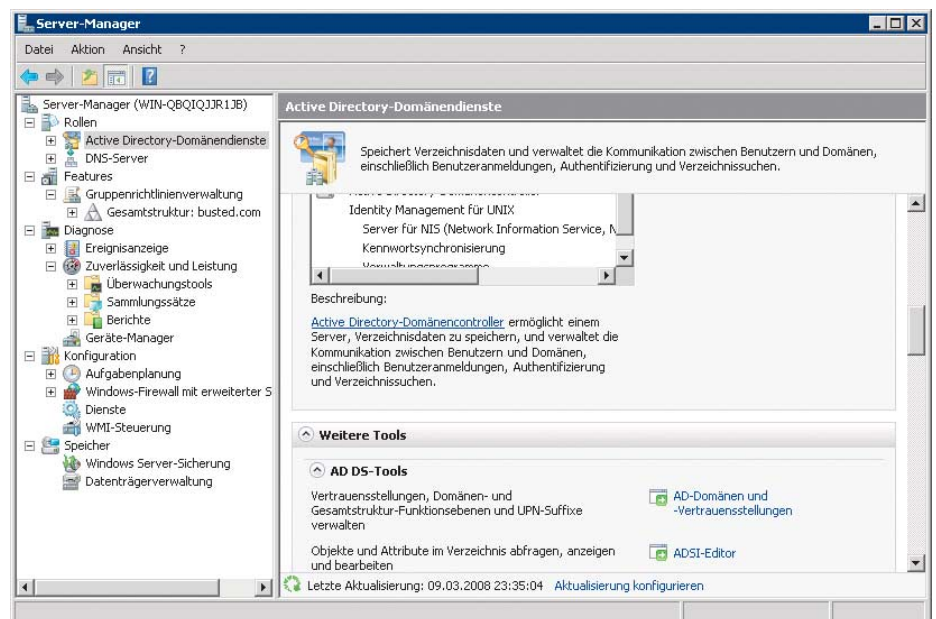 Server-Manager
Datei Aktion Ansicht ?
Server-Manager (WIN-QBQIQJJR1JB)
Rollen
Active Directory-Domänendienste
DNS-Server
Features
Gruppenrichtlinienverwaltung
Gesamtstruktur: busted.com
Diagnose
Ereignisanzeige
Zuverlässigkeit und Leistung
Überwachungstools
Sammlungssätze
Berichte
Geräte-Manager
Konfiguration
Aufgabenplanung
Windows-Firewall mit erweiterter S
Dienste
WMI-Steuerung
Speicher
Windows Server-Sicherung
Datenträgerverwaltung
Active Directory-Domänendienste
Speichert Verzeichnisdaten und verwaltet die Kommunikation zwischen Benutzern und Domänen,
einschließlich Benutzeranmeldungen, Authentifizierung und Verzeichnissuchen.
Identity Management für UNIX
Server für NIS (Network Information Service, N
Kennwortsynchronisierung
Verwaltungsprogramme
Beschreibung:
Active Directory-Domänencontroller ermöglicht einem
Server, Verzeichnisdaten zu speichern, und verwaltet die
Kommunikation zwischen Benutzern und Domänen,
einschließlich Benutzeranmeldungen, Authentifizierung
und Verzeichnissuchen.
Weitere Tools
AD DS-Tools
Vertrauensstellungen, Domänen- und
Gesamtstruktur-Funktionsebenen und UPN-Suffixe
verwalten
AD-Domänen und
-Vertrauensstellungen
Objekte und Attribute im Verzeichnis abfragen, anzeigen
und bearbeiten
ADSI-Editor
Letzte Aktualisierung: 09.03.2008 23:35:04 Aktualisierung konfigurieren